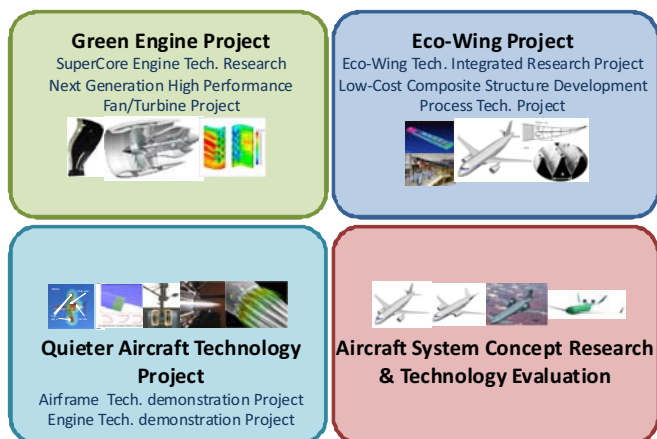 Green Engine Project
SuperCore Engine Tech. Research
Next Generation High Performance
Fan/Turbine Project
Eco-Wing Project
Eco-Wing Tech. Integrated Research Project
Low-Cost Composite Structure Development
Process Tech. Project
Quieter Aircraft Technology
Project
Airframe Tech. demonstration Project
Engine Tech. demonstration Project
Aircraft System Concept Research
& Technology Evaluation